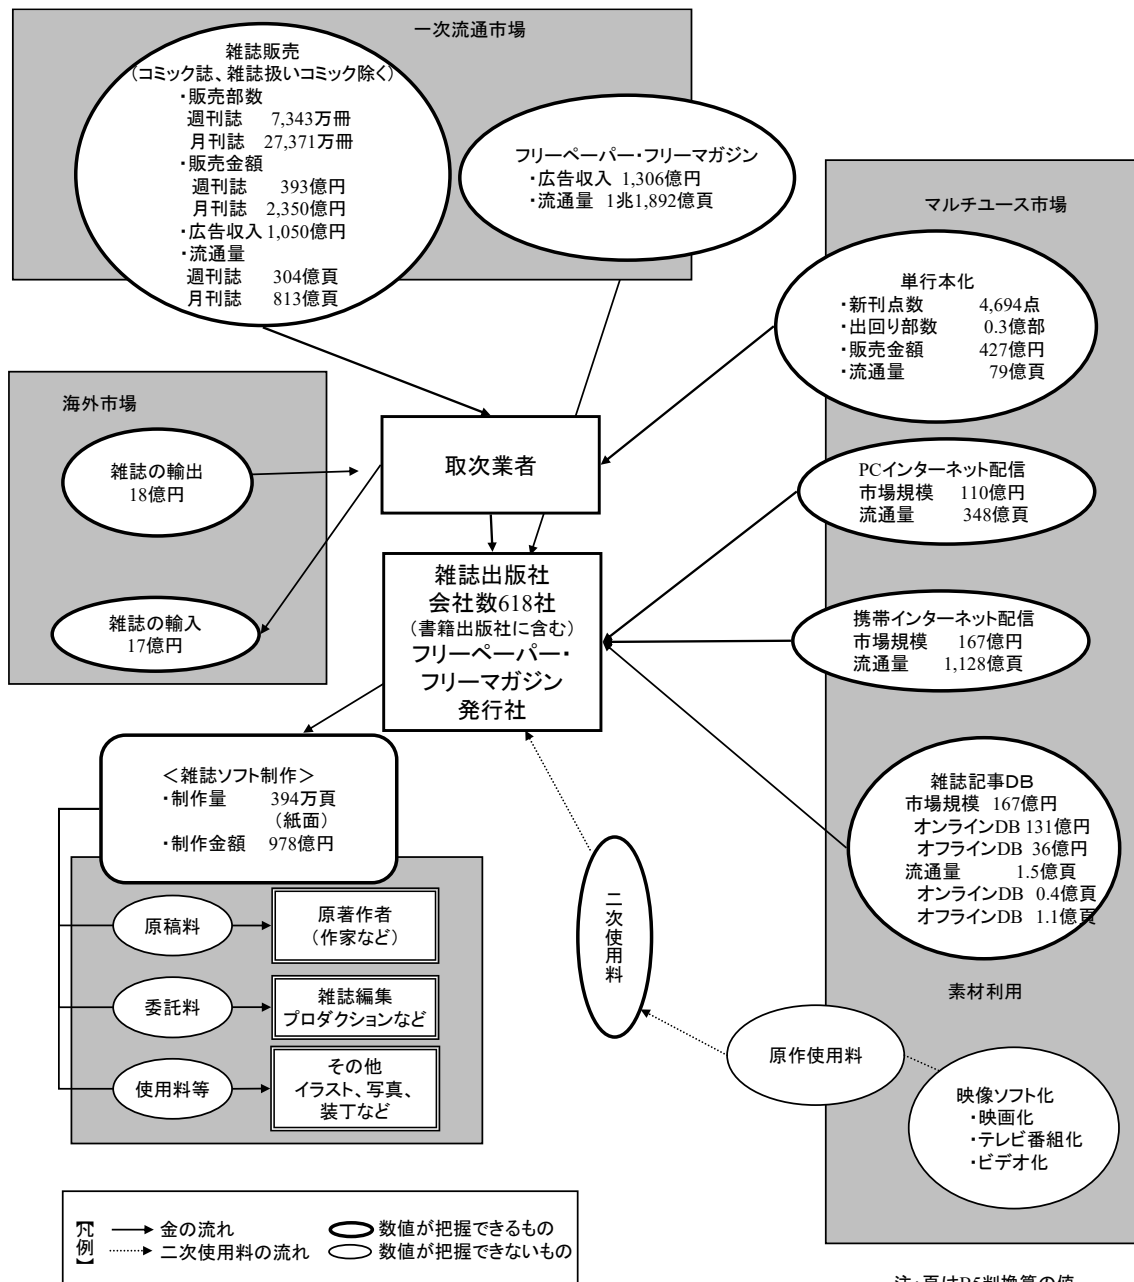 一次流通市場
雑誌販売
(コミック誌、雑誌扱いコミック除く)
・販売部数
週刊誌 7,343万冊
月刊誌 27,371万冊
・販売金額
週刊誌 393億円
月刊誌 2,350億円
・広告収入 1,050億円
・流通量
週刊誌 304億頁
月刊誌 813億頁
フリーペーパー・フリーマガジン
・広告収入 1,306億円
・流通量 1兆1,892億頁
マルチユース市場
単行本化
・新刊点数 4,694点
・出回り部数 0.3億部
・販売金額 427億円
・流通量 79億頁
海外市場
雑誌の輸出
18億円
雑誌の輸入
17億円
取次業者
PCインターネット配信
市場規模 110億円
流通量 348億頁
雑誌出版社
会社数618社
(書籍出版社に含む)
フリーペーパー・
フリーマガジン
発行社
携帯インターネット配信
市場規模 167億円
流通量 1,128億頁
<雑誌ソフト制作>
・制作量 394万頁
(紙面)
・制作金額 978億円
雑誌記事DB
市場規模 167億円
オンラインDB 131億円
オフラインDB 36億円
流通量 1.5億頁
オンラインDB 0.4億頁
オフラインDB 1.1億頁
原稿料
原著作者
(作家など)
委託料
雑誌編集
プロダクションなど
使用料等
その他
イラスト、写真、
装丁など
二次使用料
素材利用
原作使用料
映像ソフト化
・映画化
・テレビ番組化
・ビデオ化
【凡例】
金の流れ
数値が把握できるもの
二次使用料の流れ
数値が把握できないもの
注:頁はB5判換算の値